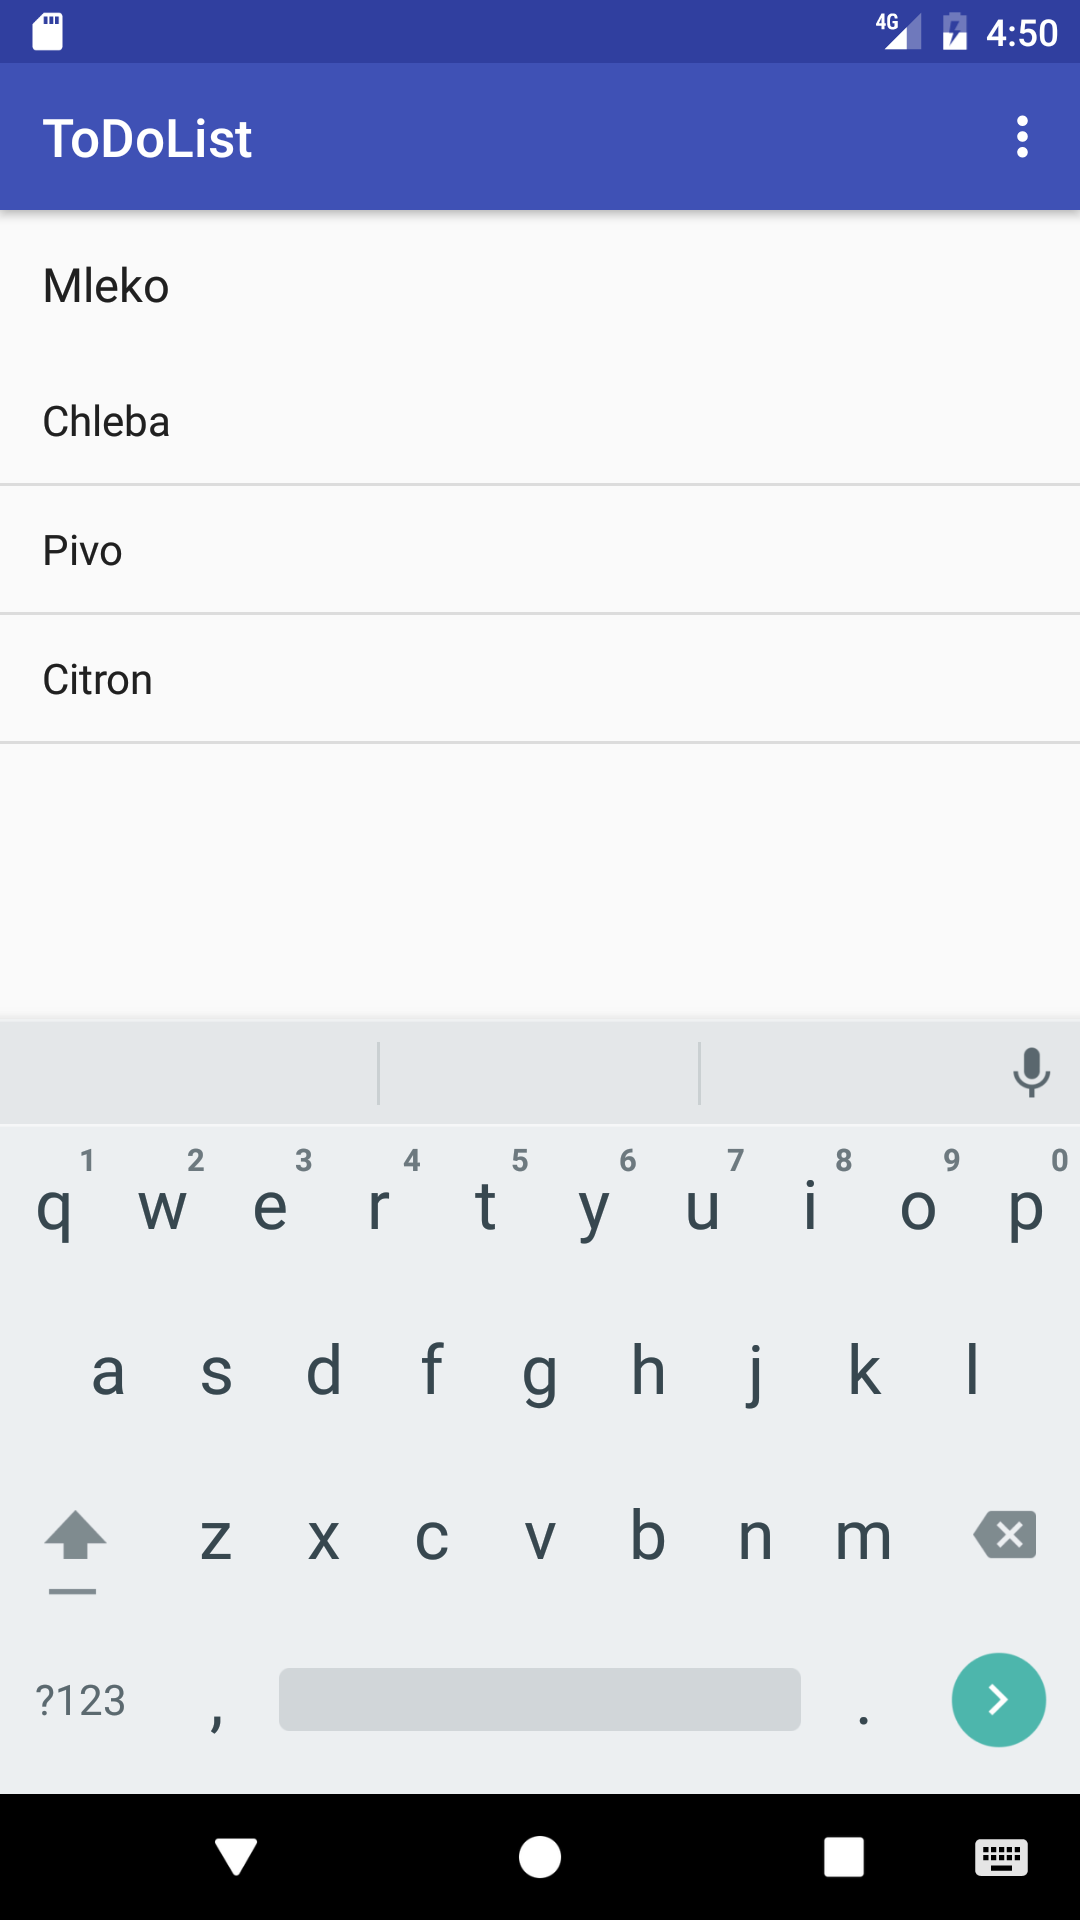 4G 4:50
ToDoList
Mleko
Chleba
Pivo
Citron
1 2 3 4 5 6 7 8 9 0
q w e r t y u i o p
a s d f g h j k l
z x c v b n m
?123 , .